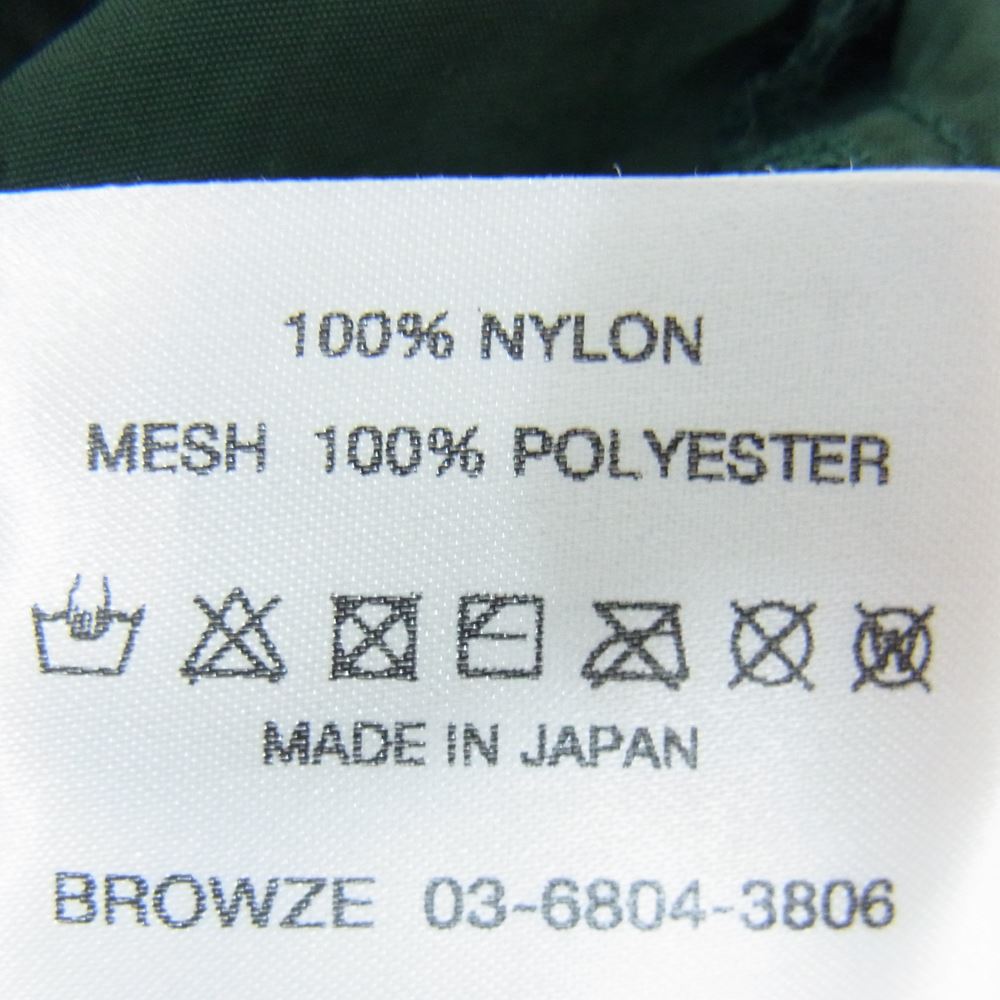 100% NYLON
MESH 100% POLYESTER
W
MADE IN JAPAN
BROWZE 03-6804-3806